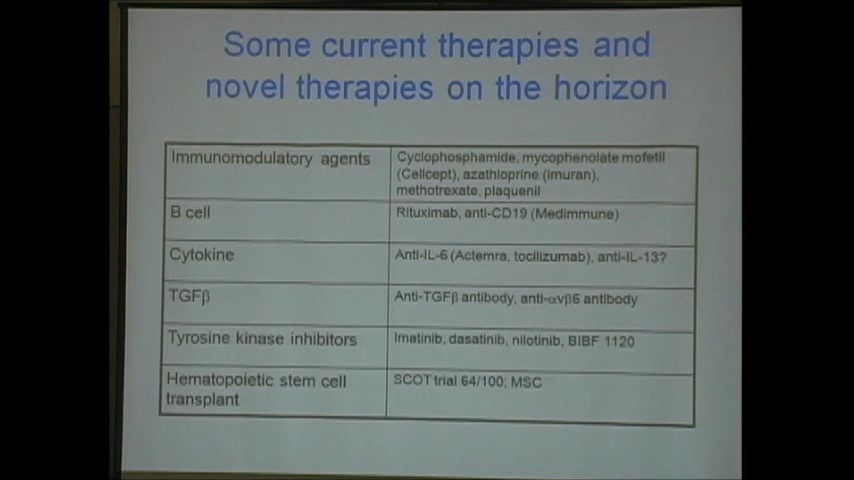 Some current therapies and
novel therapies on the horizon
Immunomodulatory agents
Cyclophosphamide, mycophenolate mofetil
(Cellcept), azathioprine (Imuran),
methotrexate, plaquenil
B cell
Rituximab, anti-CD19 (Medimmune)
Cytokine
Anti-IL-6 (Actemra, tocilizumab), anti-IL-13?
TGFβ
Anti-TGFβ antibody, anti-αvβ6 antibody
Tyrosine kinase inhibitors
Imatinib, dasatinib, nilotinib, BIBF 1120
Hematopoietic stem cell
transplant
SCOT trial 64/100; MSC